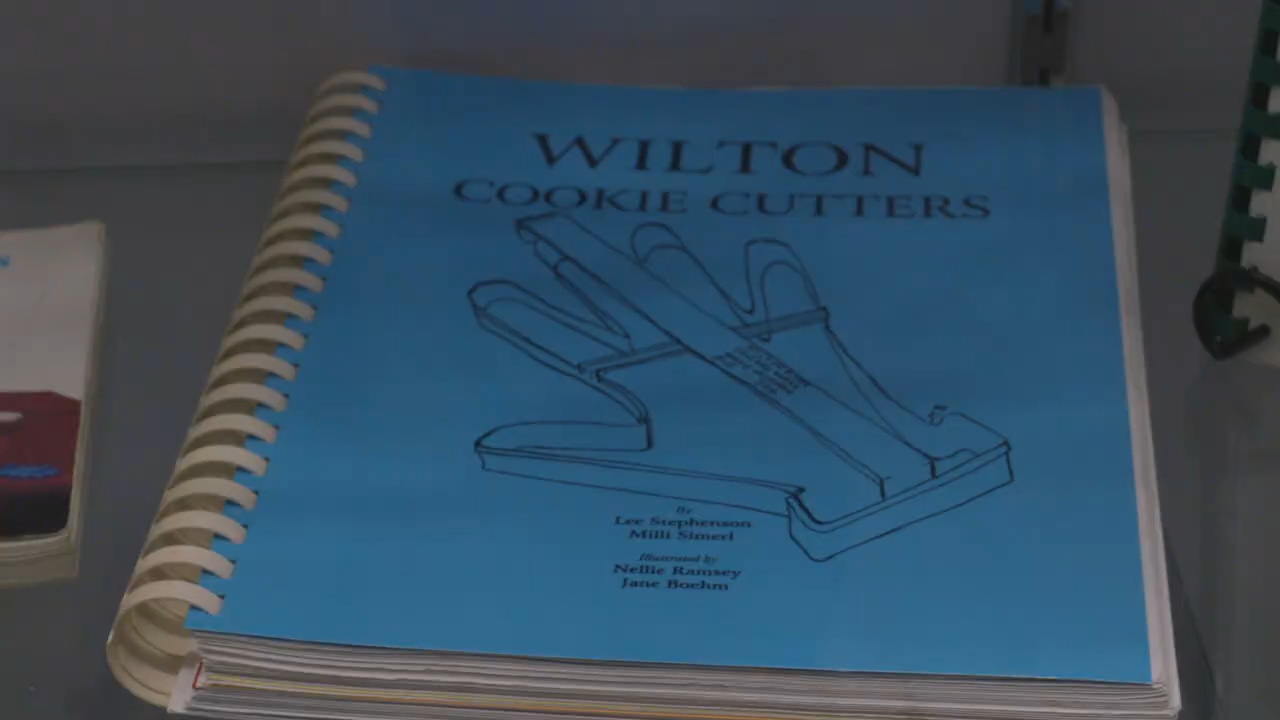 WILTON
COOKIE CUTTERS
By
Lee Stephenson
Milli Simerl
Illustrated by
Nellie Ramsey
Jane Boehm